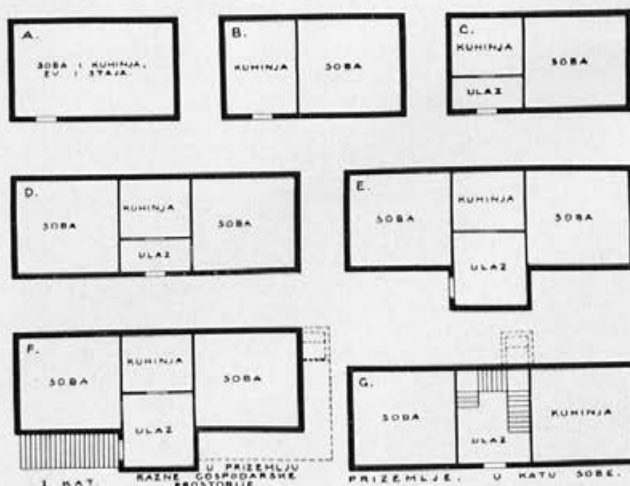 A.
SOBA I KUHINJA,
EV. I STAJA.
B.
KUHINJA
SOBA
C.
KUHINJA
SOBA
ULAZ
D.
SOBA
KUHINJA
SOBA
ULAZ
E.
SOBA
KUHINJA
SOBA
ULAZ
F.
SOBA
KUHINJA
SOBA
ULAZ
I. KAT.
U PRIZEMLJU
RAZNE GOSPODARSKE
PROSTORIJE
G.
SOBA
ULAZ
KUHINJA
PRIZEMLJE, U KATU SOBE.